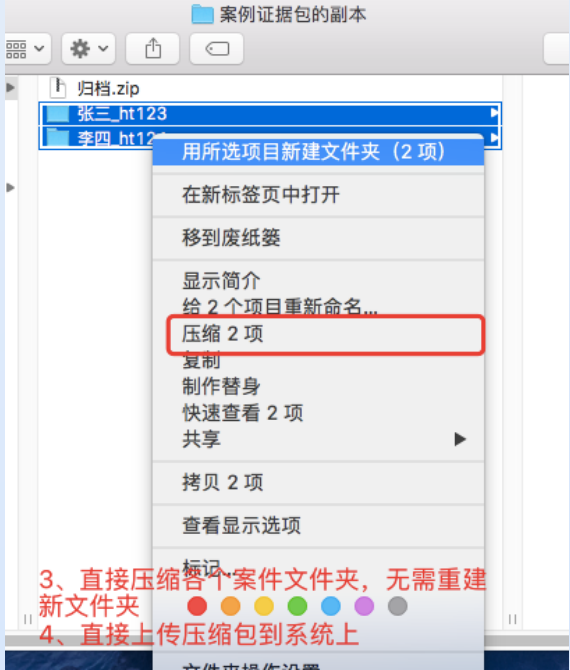 案例证据包的副本
归档.zip
张三_ht123
李四_ht124
用所选项目新建文件夹（2 项）
在新标签页中打开
移到废纸篓
显示简介
给 2 个项目重新命名...
压缩 2 项
复制
制作替身
快速查看 2 项
共享
拷贝 2 项
查看显示选项
标记...
3、直接压缩各个案件文件夹，无需重建
新文件夹
4、直接上传压缩包到系统上
文件夹操作设置